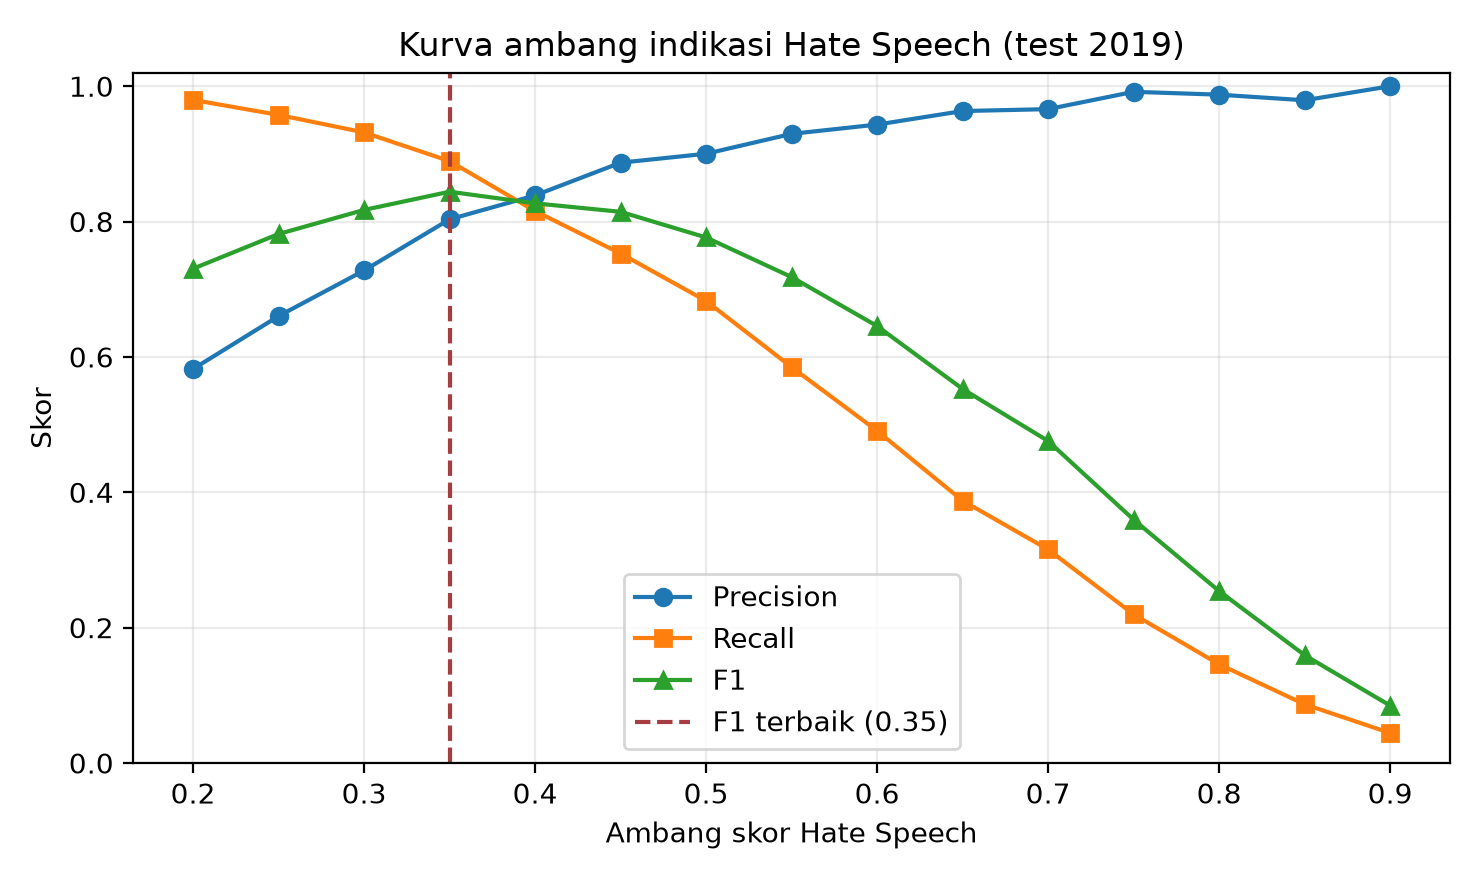 Kurva ambang indikasi Hate Speech (test 2019)
1.0
0.8
0.6
0.4
0.2
0.0
Skor
Precision
Recall
F1
F1 terbaik (0.35)
0.2 0.3 0.4 0.5 0.6 0.7 0.8 0.9
Ambang skor Hate Speech